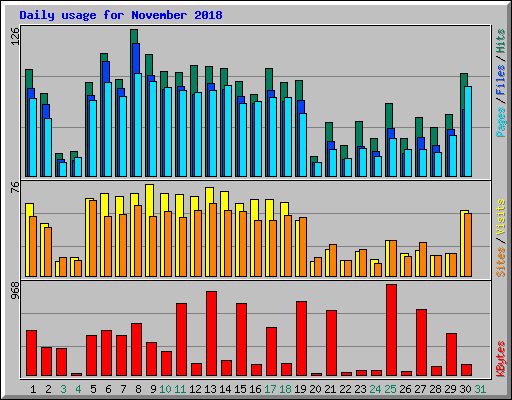 Daily usage for November 2018
126
Pages / Files / Hits
76
Sites / Visits
968
KBytes
1 2 3 4 5 6 7 8 9 10 11 12 13 14 15 16 17 18 19 20 21 22 23 24 25 26 27 28 29 30 31